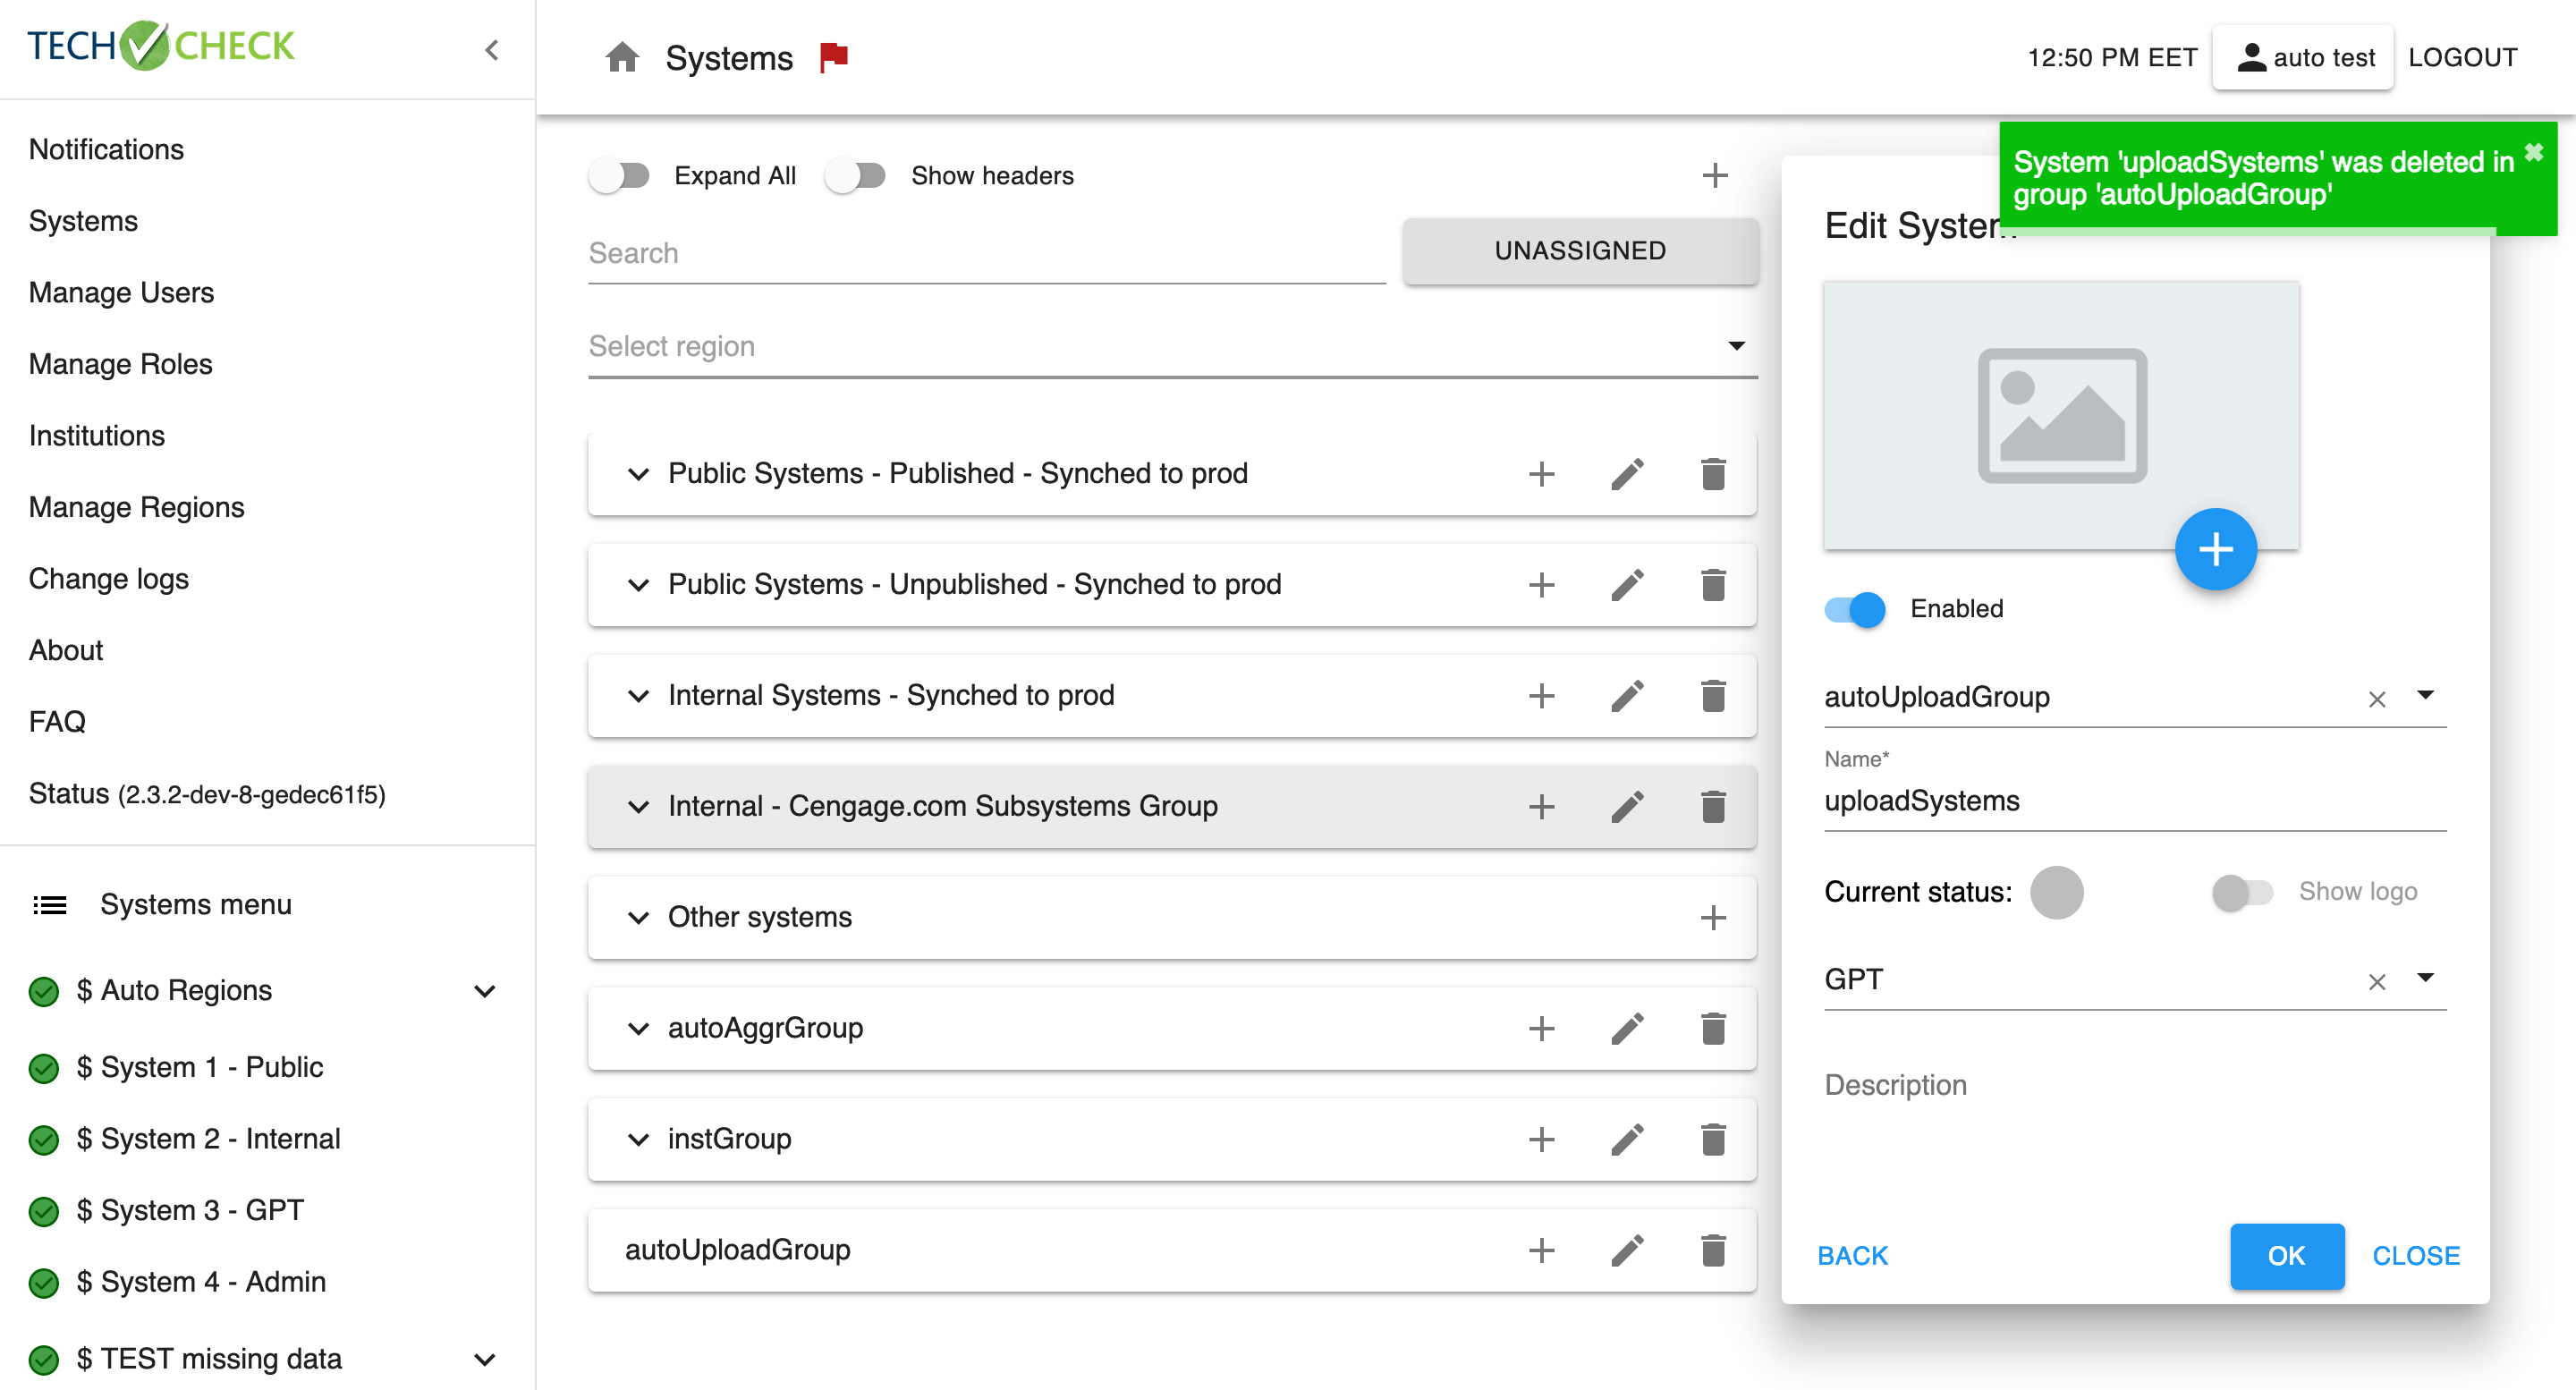 TECH CHECK
Notifications
Systems
Manage Users
Manage Roles
Institutions
Manage Regions
Change logs
About
FAQ
Status (2.3.2-dev-8-gedec61f5)
Systems menu
$ Auto Regions
$ System 1 - Public
$ System 2 - Internal
$ System 3 - GPT
$ System 4 - Admin
$ TEST missing data
Systems
12:50 PM EET
auto test
LOGOUT
Expand All
Show headers
Search
UNASSIGNED
Select region
Public Systems - Published - Synched to prod
Public Systems - Unpublished - Synched to prod
Internal Systems - Synched to prod
Internal - Cengage.com Subsystems Group
Other systems
autoAggrGroup
instGroup
autoUploadGroup
System 'uploadSystems' was deleted in
group 'autoUploadGroup'
Edit System
Enabled
autoUploadGroup
Name*
uploadSystems
Current status:
Show logo
GPT
Description
BACK
OK
CLOSE